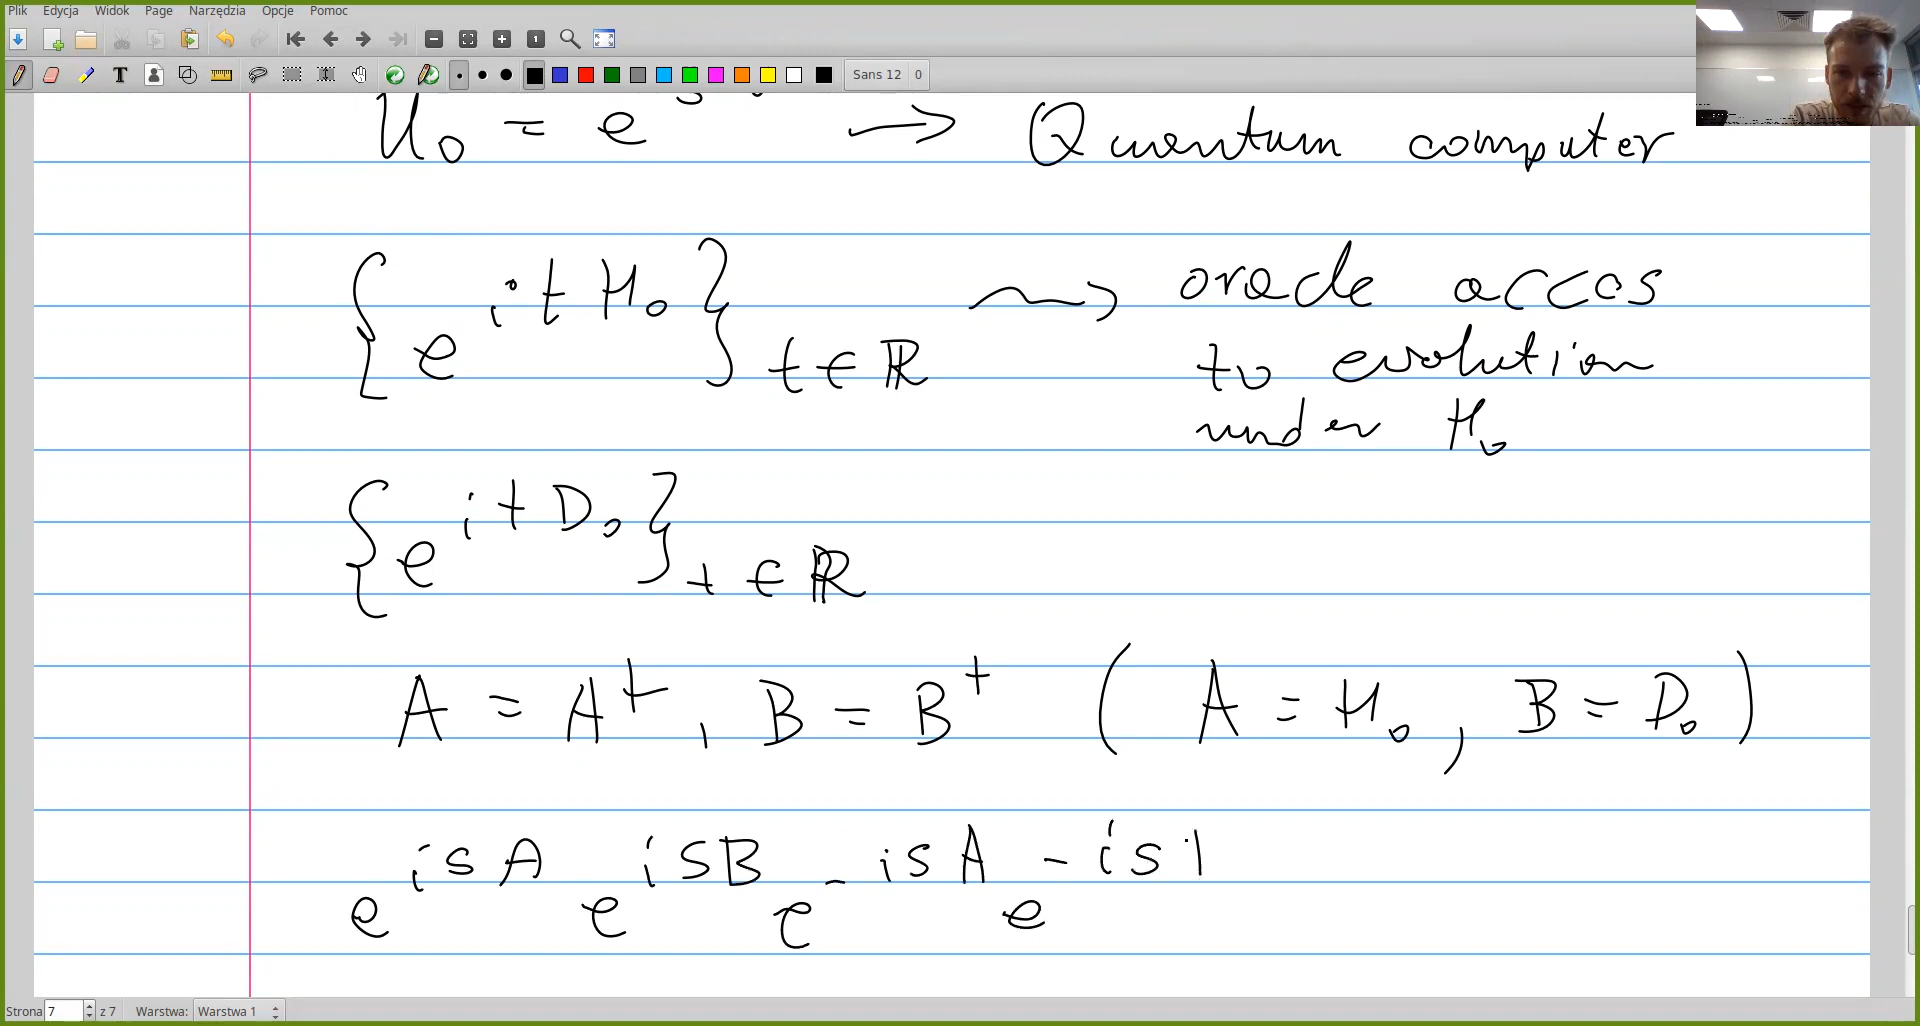 Plik Edycja Widok Page Narzędzia Opcje Pomoc
Sans 12 0
U₀ = e → Quantum computer
{e^{itH₀}}_{t∈ℝ} ⇝ oracle acces
to evolution
under H₀
{e^{itD₀}}_{t∈ℝ}
A = A†, B = B† (A = H₀, B = D₀)
e^{isA} e^{isB} e^{-isA} e^{-is
Strona 7 z 7 Warstwa: Warstwa 1